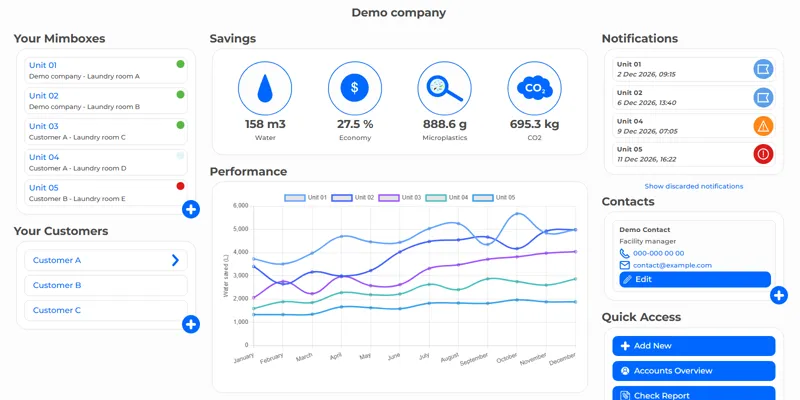 Demo company
Your Mimboxes
Unit 01
Demo company - Laundry room A
Unit 02
Demo company - Laundry room B
Unit 03
Customer A - Laundry room C
Unit 04
Customer A - Laundry room D
Unit 05
Customer B - Laundry room E
Your Customers
Customer A
Customer B
Customer C
Savings
$
CO2
158 m3
27.5 %
888.6 g
695.3 kg
Water
Economy
Microplastics
CO2
Performance
Unit 01 Unit 02 Unit 03 Unit 04 Unit 05
Water saved (L)
6,000
5,000
4,000
3,000
2,000
1,000
0
January February March April May June July August September October November December
Notifications
Unit 01
2 Dec 2026, 09:15
Unit 02
6 Dec 2026, 13:40
Unit 04
9 Dec 2026, 07:05
Unit 05
11 Dec 2026, 16:22
Show discarded notifications
Contacts
Demo Contact
Facility manager
000-000 00 00
contact@example.com
Edit
Quick Access
Add New
Accounts Overview
Check Report